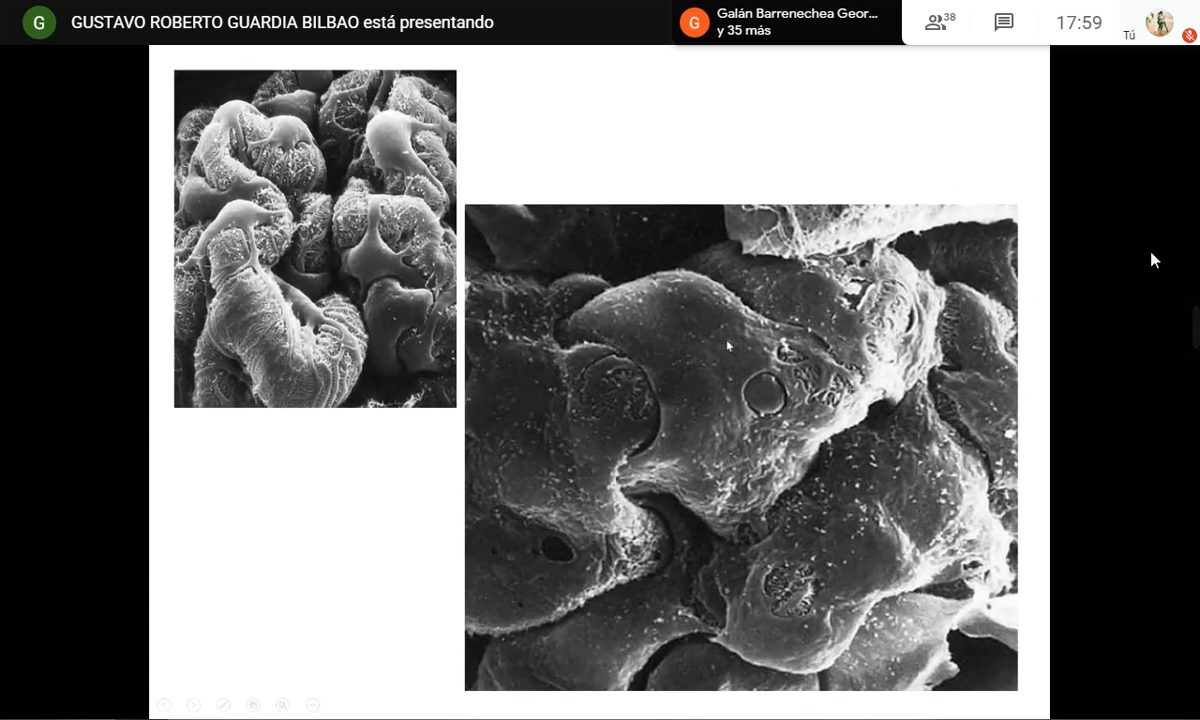 G
GUSTAVO ROBERTO GUARDIA BILBAO está presentando
G
Galán Barrenechea Geor...
y 35 más
38
17:59
Tú